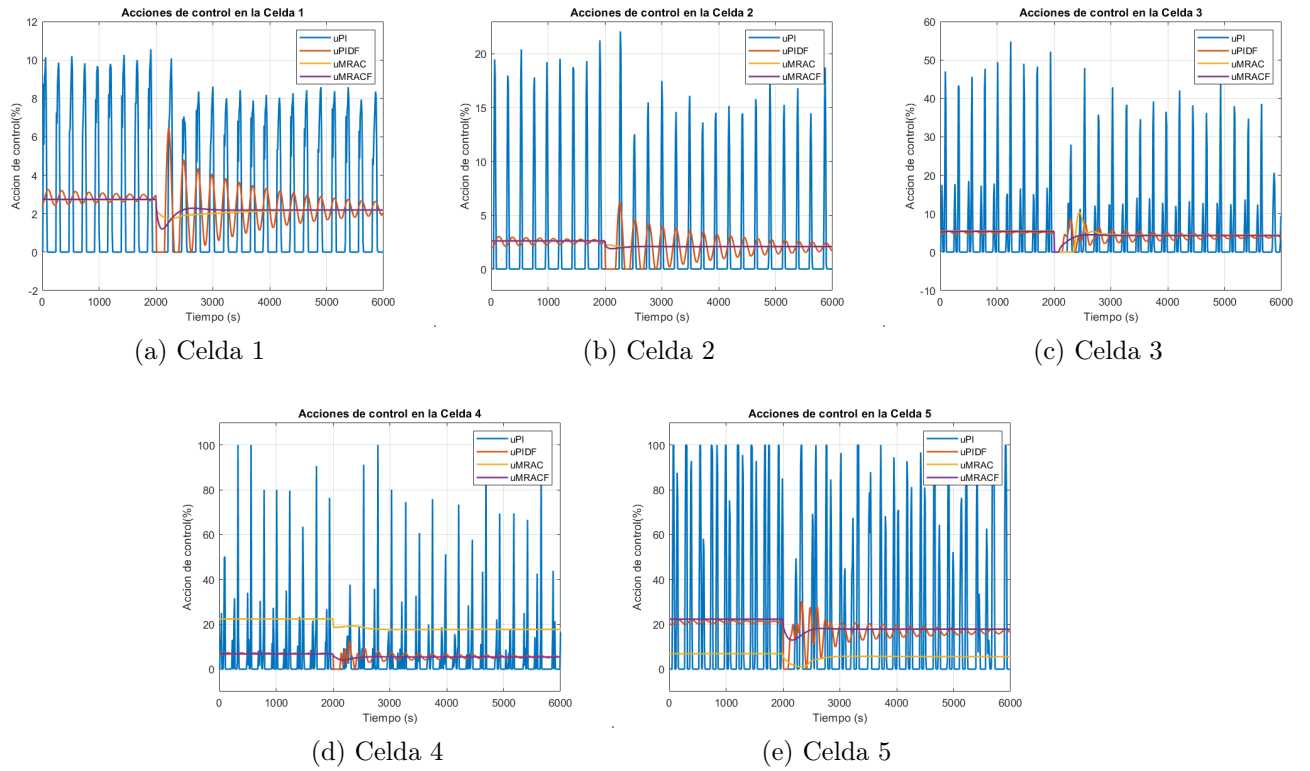 Acciones de control en la Celda 1
Accion de control(%)
12
10
8
6
4
2
0
-2
uPI
uPIDF
uMRAC
uMRACF
0 1000 2000 3000 4000 5000 6000
Tiempo (s)
(a) Celda 1
Acciones de control en la Celda 2
Accion de control(%)
20
15
10
5
0
uPI
uPIDF
uMRAC
uMRACF
0 1000 2000 3000 4000 5000 6000
Tiempo (s)
(b) Celda 2
Acciones de control en la Celda 3
Accion de control(%)
60
50
40
30
20
10
0
-10
uPI
uPIDF
uMRAC
uMRACF
0 1000 2000 3000 4000 5000 6000
Tiempo (s)
(c) Celda 3
Acciones de control en la Celda 4
Accion de control(%)
100
80
60
40
20
0
uPI
uPIDF
uMRAC
uMRACF
0 1000 2000 3000 4000 5000 6000
Tiempo (s)
(d) Celda 4
Acciones de control en la Celda 5
Accion de control(%)
100
80
60
40
20
0
uPI
uPIDF
uMRAC
uMRACF
0 1000 2000 3000 4000 5000 6000
Tiempo (s)
(e) Celda 5